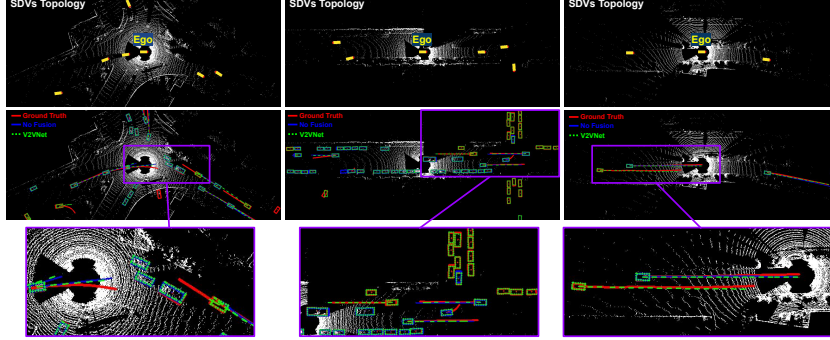 SDVs Topology
Ego
SDVs Topology
Ego
SDVs Topology
Ego
Ground Truth
No Fusion
V2VNet
Ground Truth
No Fusion
V2VNet
Ground Truth
No Fusion
V2VNet